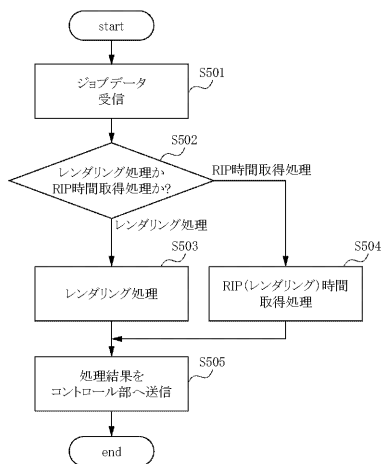 start
S501
ジョブデータ
受信
S502
レンダリング処理か
RIP時間取得処理か?
RIP時間取得処理
レンダリング処理
S503
レンダリング処理
S504
RIP(レンダリング)時間
取得処理
S505
処理結果を
コントロール部へ送信
end